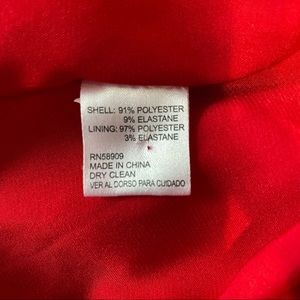 SHELL: 91% POLYESTER
9% ELASTANE
LINING: 97% POLYESTER
3% ELASTANE
RN58909
MADE IN CHINA
DRY CLEAN
VER AL DORSO PARA CUIDADO